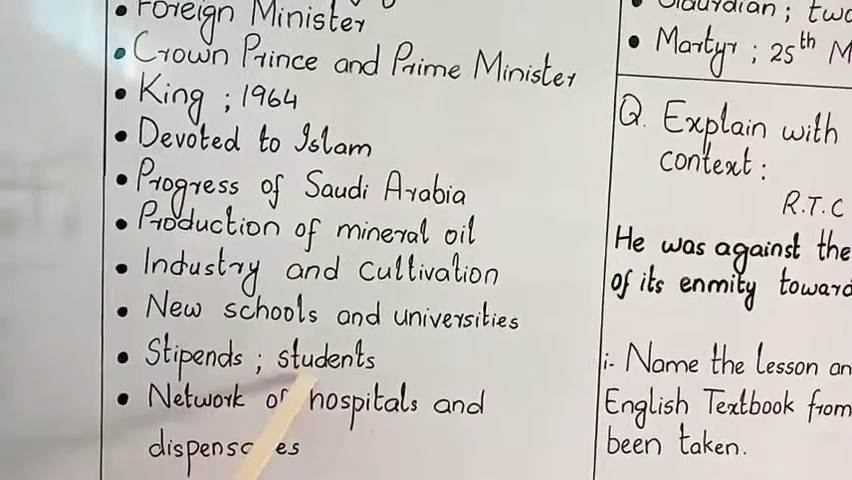 • Foreign Minister
• Crown Prince and Prime Minister
• King ; 1964
• Devoted to Islam
• Progress of Saudi Arabia
• Production of mineral oil
• Industry and cultivation
• New schools and universities
• Stipends ; students
• Network of hospitals and
; two
• Martyr ; 25th M
Q. Explain with
context :
R.T.C
He was against the
of its enmity toward
i- Name the lesson an
English Textbook from
been taken.